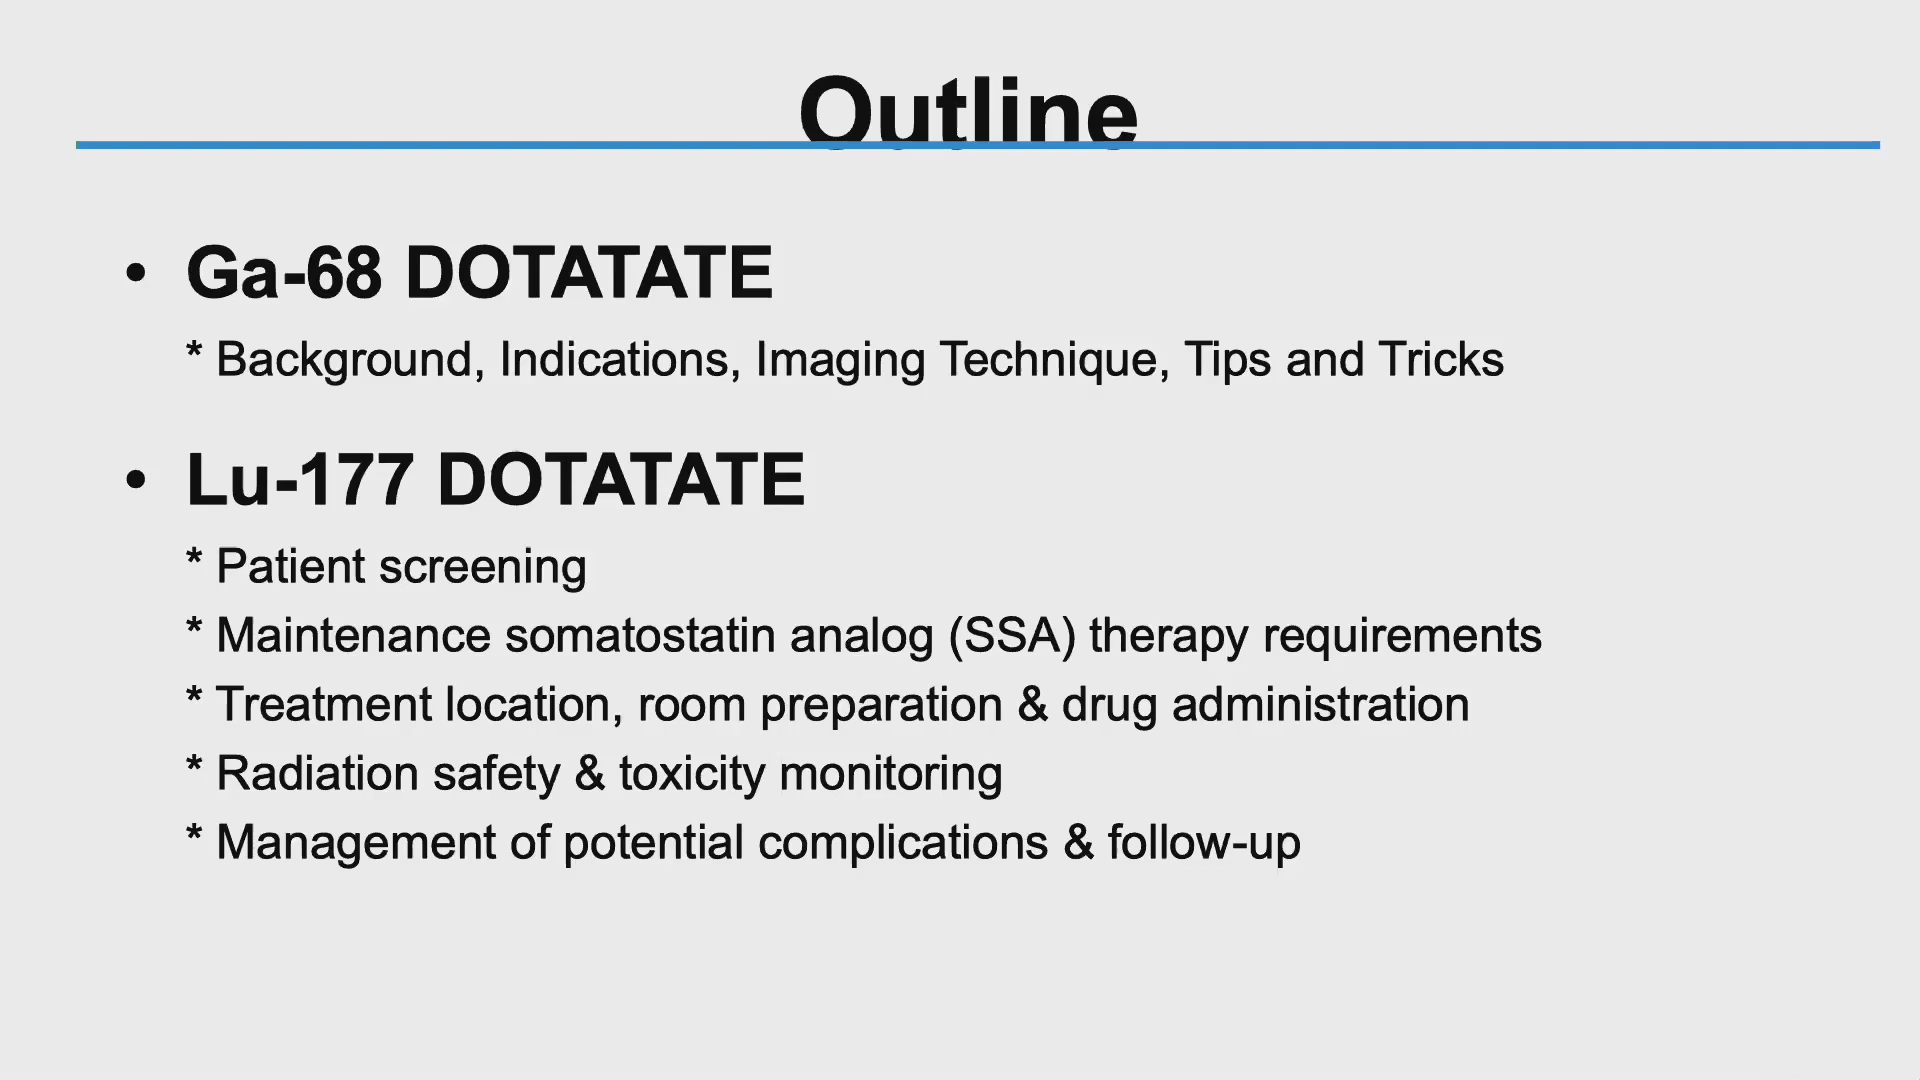 Outline
• Ga-68 DOTATATE
* Background, Indications, Imaging Technique, Tips and Tricks
• Lu-177 DOTATATE
* Patient screening
* Maintenance somatostatin analog (SSA) therapy requirements
* Treatment location, room preparation & drug administration
* Radiation safety & toxicity monitoring
* Management of potential complications & follow-up